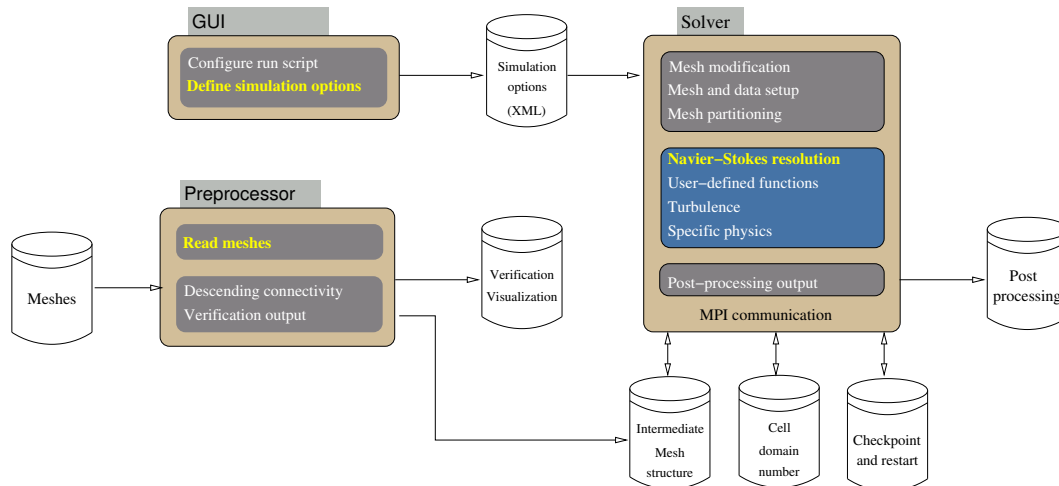 GUI
Configure run script
Define simulation options
Simulation
options
(XML)
Solver
Mesh modification
Mesh and data setup
Mesh partitioning
Navier−Stokes resolution
User−defined functions
Turbulence
Specific physics
Post−processing output
MPI communication
Preprocessor
Read meshes
Descending connectivity
Verification output
Meshes
Verification
Visualization
Post
processing
Intermediate
Mesh
structure
Cell
domain
number
Checkpoint
and restart